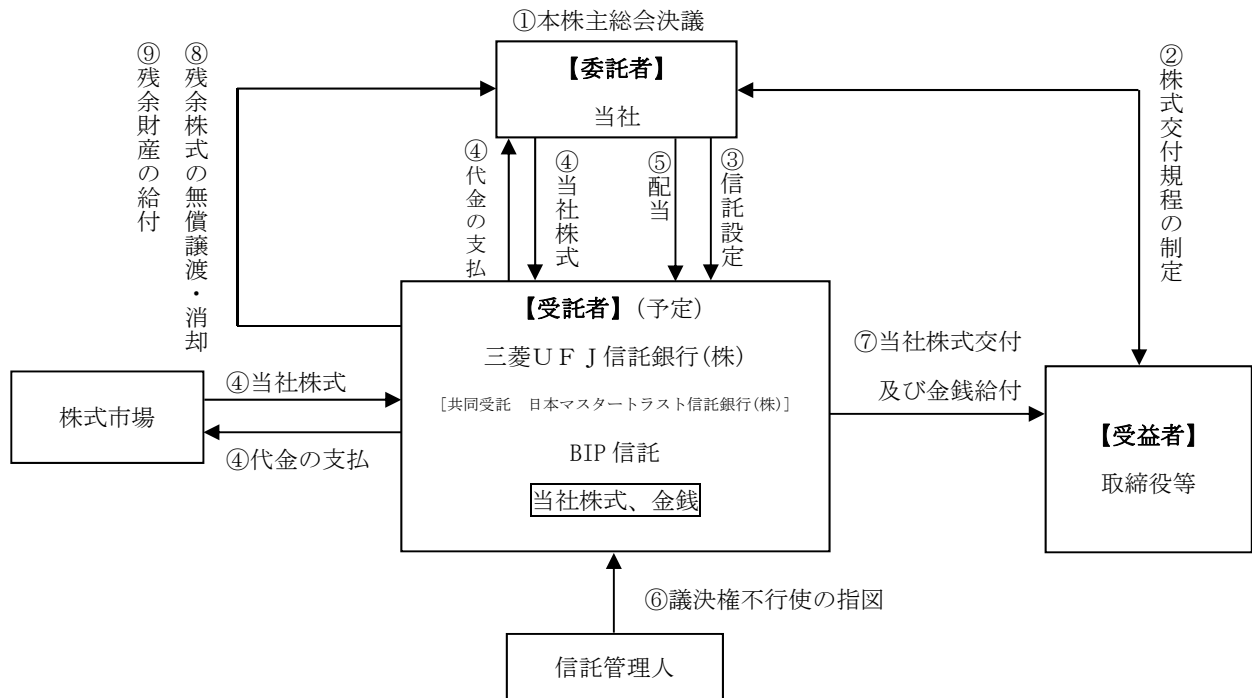 ①本株主総会決議
【委託者】
当社
⑨残余財産の給付
⑧残余株式の無償譲渡・消却
④代金の支払
④当社株式
⑤配当
③信託設定
②株式交付規程の制定
【受託者】(予定)
三菱UFJ信託銀行(株)
[共同受託　日本マスタートラスト信託銀行(株)]
BIP信託
当社株式、金銭
株式市場
④当社株式
④代金の支払
⑦当社株式交付
及び金銭給付
【受益者】
取締役等
⑥議決権不行使の指図
信託管理人